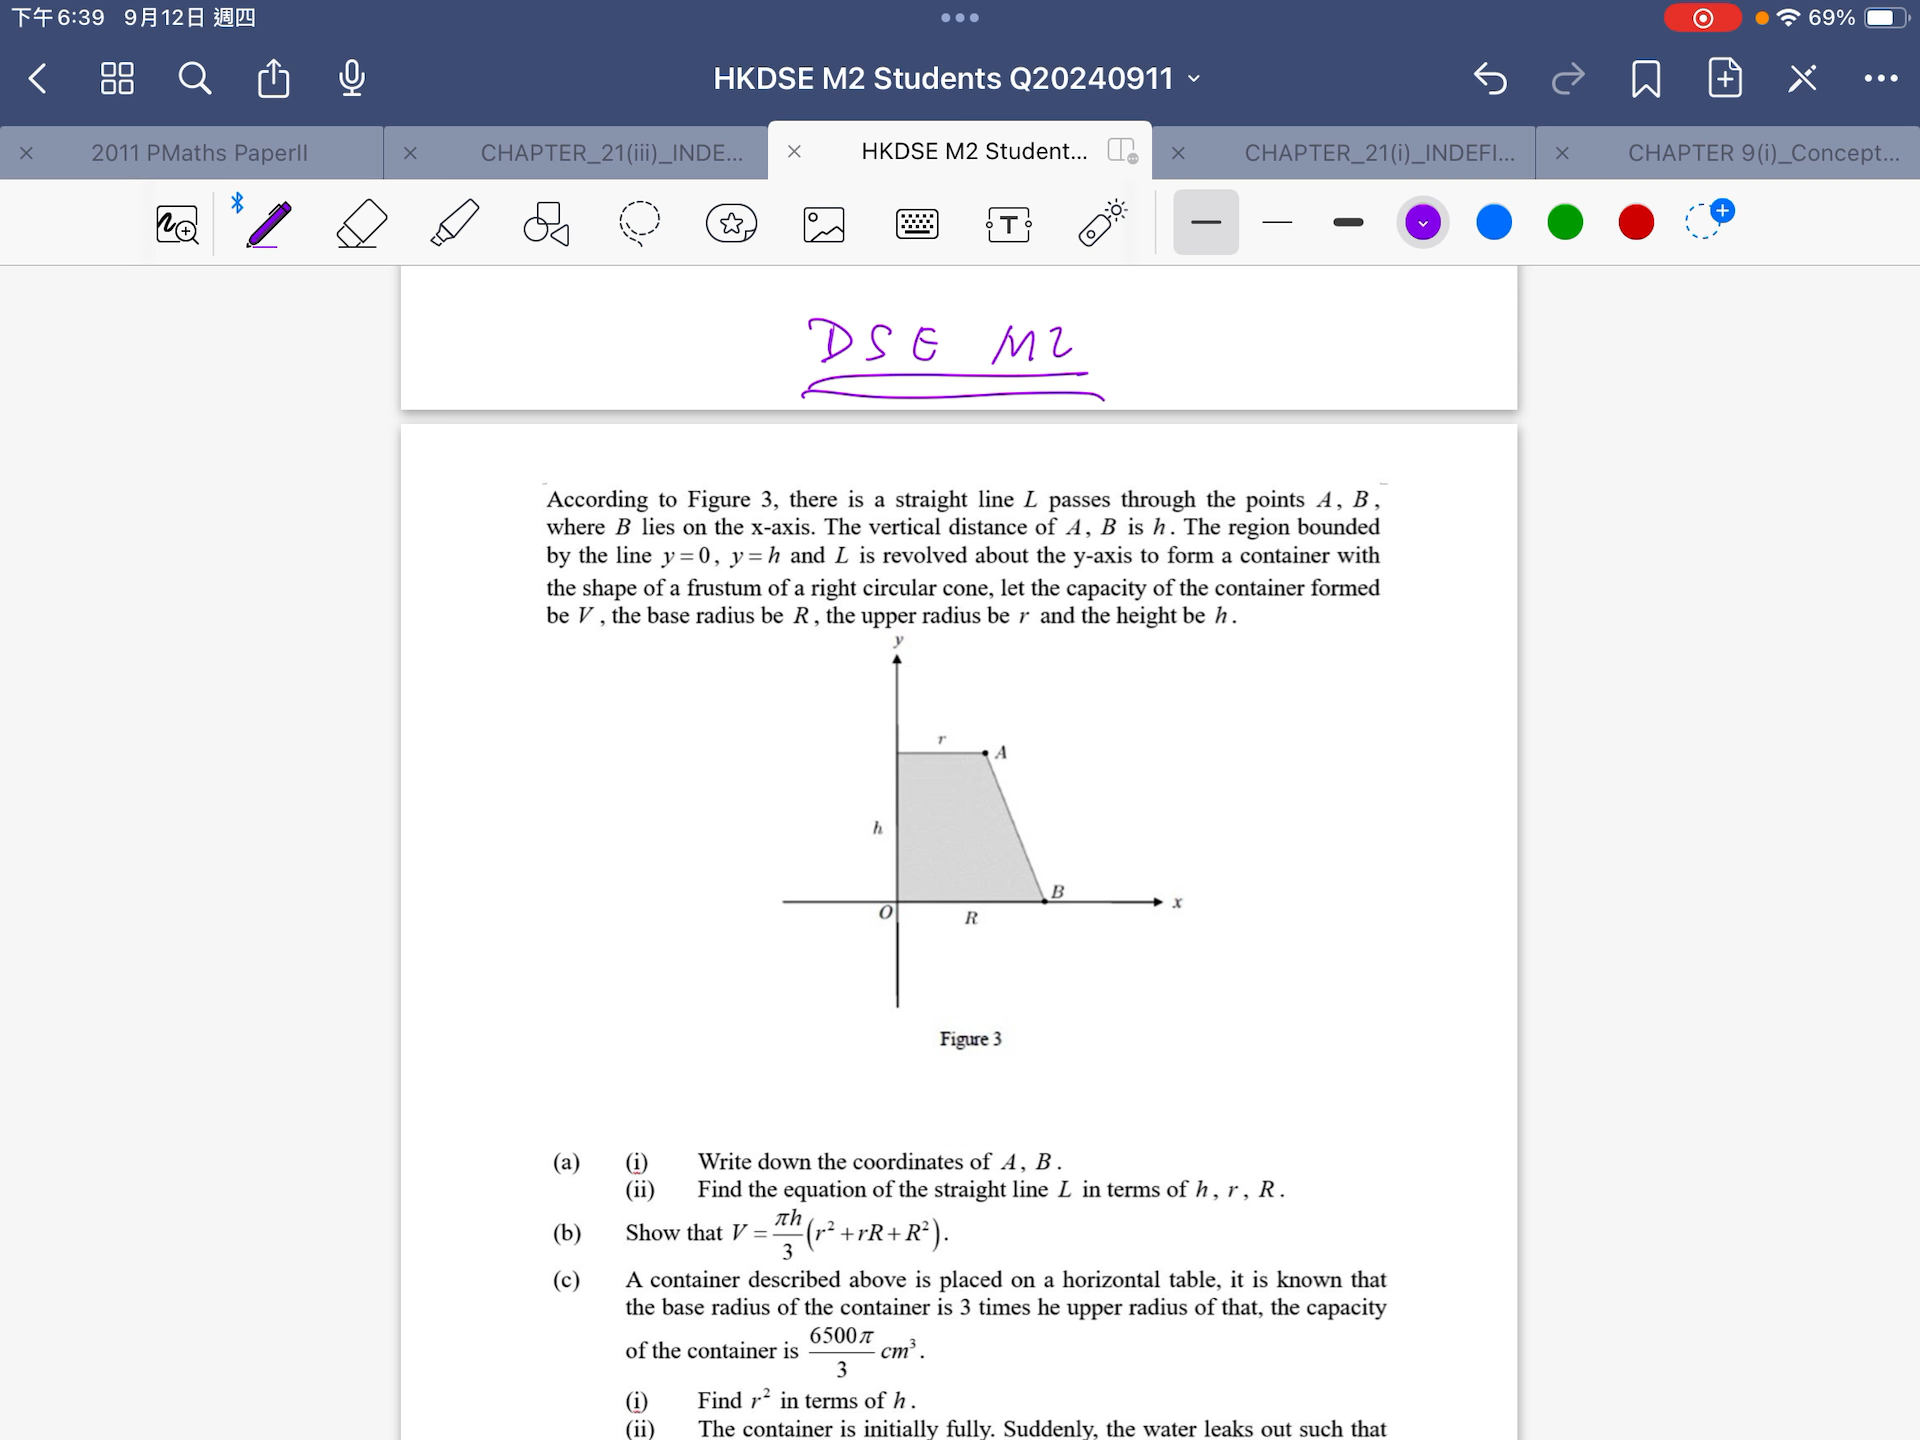 下午6:39 9月12日 週四
69%
HKDSE M2 Students Q20240911
2011 PMaths PaperII
CHAPTER_21(iii)_INDE...
HKDSE M2 Student...
CHAPTER_21(i)_INDEFI...
CHAPTER 9(i)_Concept...
T
DSE M2
According to Figure 3, there is a straight line L passes through the points A, B,
where B lies on the x-axis. The vertical distance of A, B is h. The region bounded
by the line y=0, y=h and L is revolved about the y-axis to form a container with
the shape of a frustum of a right circular cone, let the capacity of the container formed
be V, the base radius be R, the upper radius be r and the height be h.
y
r
A
h
B
x
O
R
Figure 3
(a) (i) Write down the coordinates of A, B.
(ii) Find the equation of the straight line L in terms of h, r, R.
(b) Show that V = πh/3 (r² + rR + R²).
(c) A container described above is placed on a horizontal table, it is known that
the base radius of the container is 3 times he upper radius of that, the capacity
of the container is 6500π/3 cm³.
(i) Find r² in terms of h.
(ii) The container is initially fully. Suddenly, the water leaks out such that